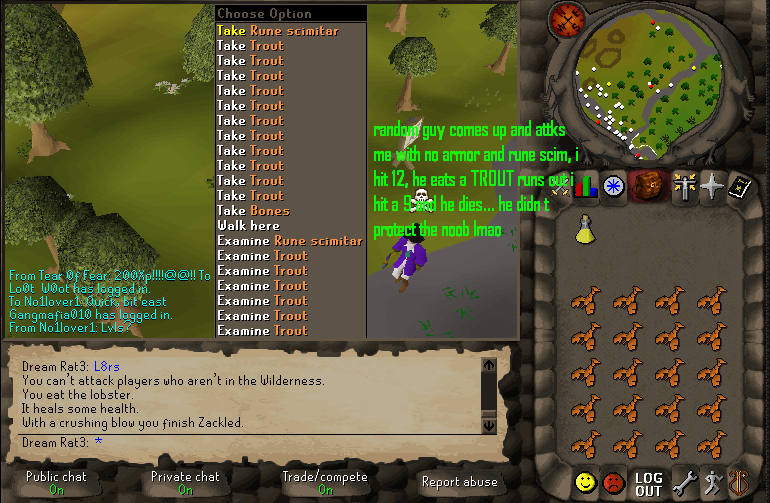 Choose Option
Take Rune scimitar
Take Trout
Take Trout
Take Trout
Take Trout
Take Trout
Take Trout
Take Trout
Take Trout
Take Trout
Take Trout
Take Trout
Take Bones
Walk here
Examine Rune scimitar
Examine Trout
Examine Trout
Examine Trout
Examine Trout
Examine Trout
Examine Trout
random guy comes up and attks
me with no armor and rune scim, i
hit 12, he eats a TROUT runs out i
hit a 9 and he dies... he didn t
protect the noob lmao
From Tear 0f Fear: 200Xp!!!!@@!! To
Lo0t W0ot has logged in.
To No1lover1: Quick, bit east
Gangmafia010 has logged in.
From No1lover1: Lvls?
Dream Rat3: L8rs
You can't attack players who aren't in the Wilderness.
You eat the lobster.
It heals some health.
With a crushing blow you finish Zackled.
Dream Rat3: *
Public chat
On
Private chat
On
Trade/compete
On
Report abuse
LOG
OUT